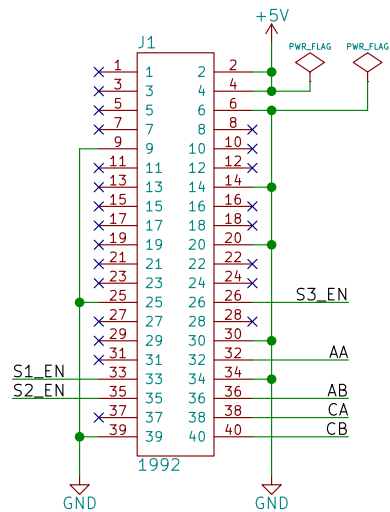 +5V
J1
PWR_FLAG PWR_FLAG
1 1 2 2
3 3 4 4
5 5 6 6
7 7 8 8
9 9 10 10
11 11 12 12
13 13 14 14
15 15 16 16
17 17 18 18
19 19 20 20
21 21 22 22
23 23 24 24
25 25 26 26 S3_EN
27 27 28 28
29 29 30 30
31 31 32 32 AA
S1_EN 33 33 34 34
S2_EN 35 35 36 36 AB
37 37 38 38 CA
39 39 40 40 CB
1992
GND GND